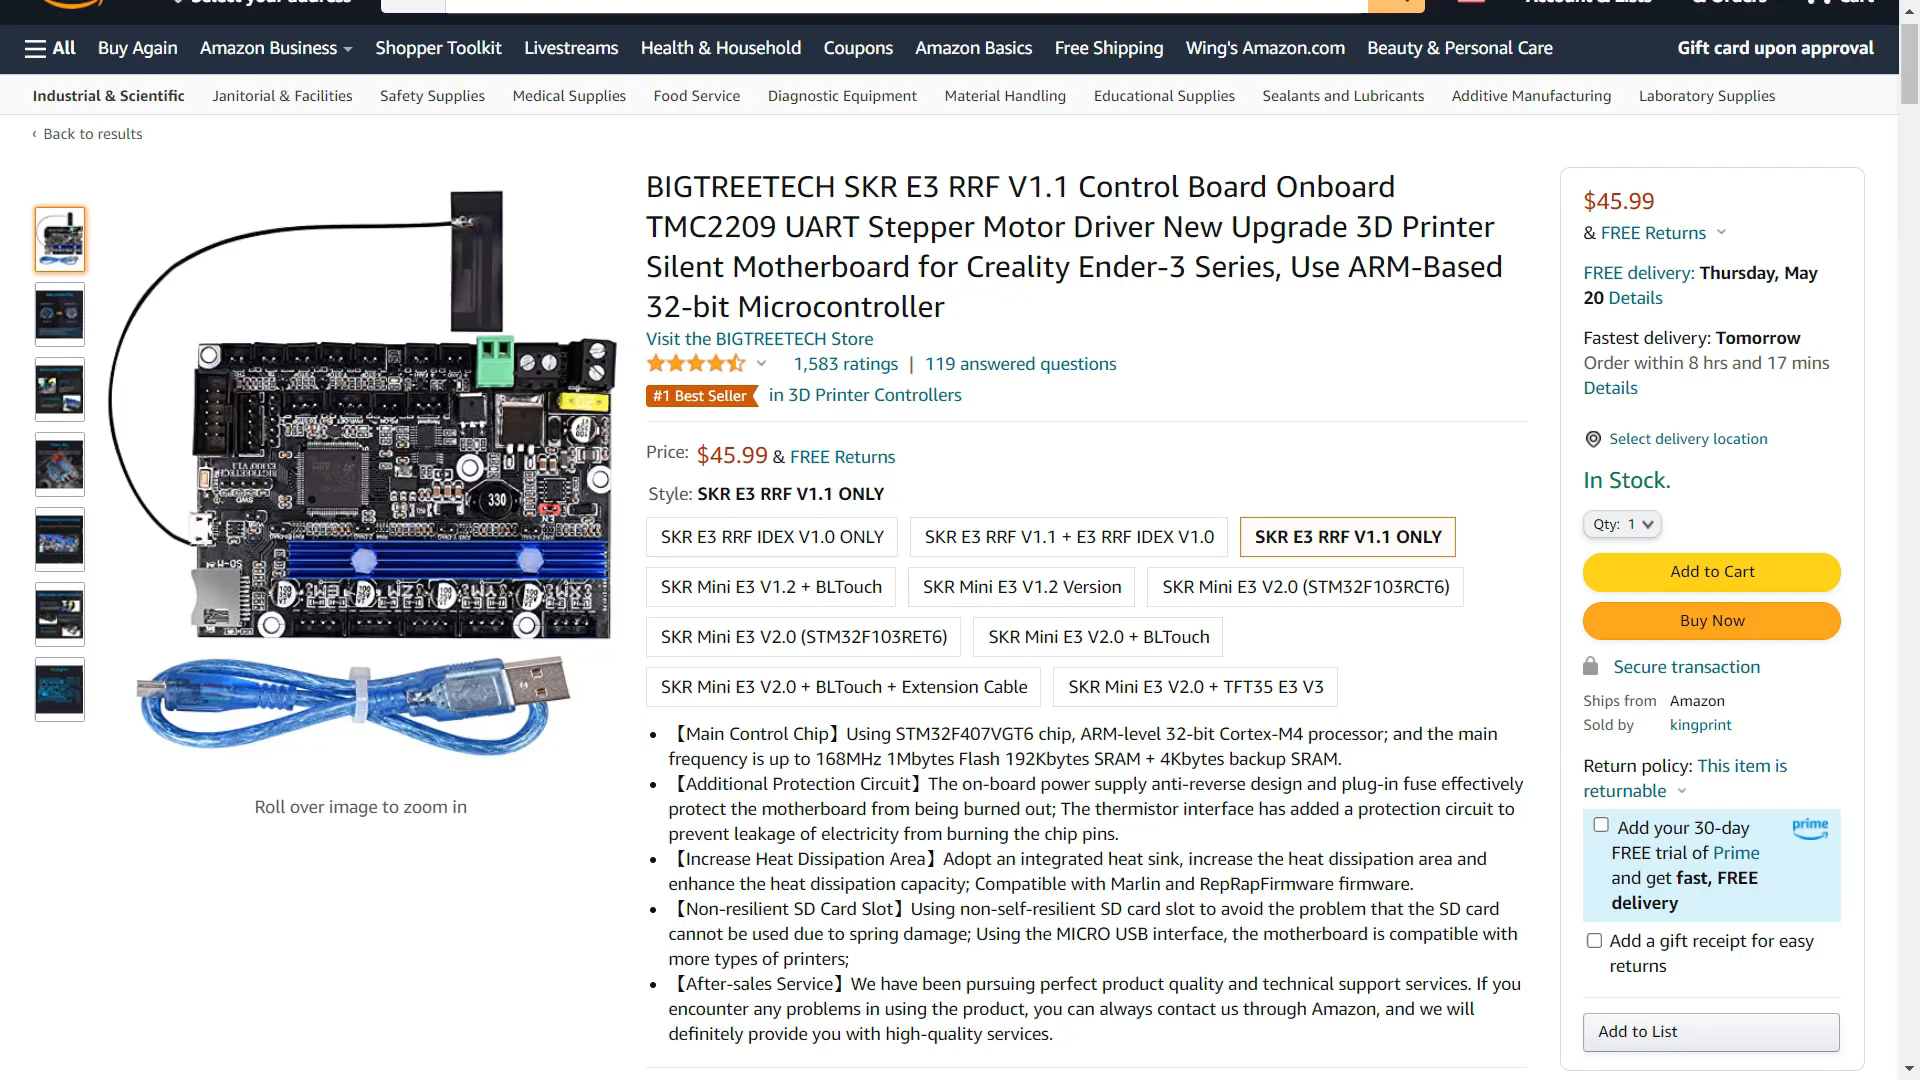 Select your address
Account & Lists
& Orders
Cart
All
Buy Again
Amazon Business
Shopper Toolkit
Livestreams
Health & Household
Coupons
Amazon Basics
Free Shipping
Wing's Amazon.com
Beauty & Personal Care
Gift card upon approval
Industrial & Scientific
Janitorial & Facilities
Safety Supplies
Medical Supplies
Food Service
Diagnostic Equipment
Material Handling
Educational Supplies
Sealants and Lubricants
Additive Manufacturing
Laboratory Supplies
‹ Back to results
BIGTREETECH SKR E3 RRF V1.1 Control Board Onboard
TMC2209 UART Stepper Motor Driver New Upgrade 3D Printer
Silent Motherboard for Creality Ender-3 Series, Use ARM-Based
32-bit Microcontroller
Visit the BIGTREETECH Store
1,583 ratings | 119 answered questions
#1 Best Seller in 3D Printer Controllers
Price: $45.99 & FREE Returns
Style: SKR E3 RRF V1.1 ONLY
SKR E3 RRF IDEX V1.0 ONLY
SKR E3 RRF V1.1 + E3 RRF IDEX V1.0
SKR E3 RRF V1.1 ONLY
SKR Mini E3 V1.2 + BLTouch
SKR Mini E3 V1.2 Version
SKR Mini E3 V2.0 (STM32F103RCT6)
SKR Mini E3 V2.0 (STM32F103RET6)
SKR Mini E3 V2.0 + BLTouch
SKR Mini E3 V2.0 + BLTouch + Extension Cable
SKR Mini E3 V2.0 + TFT35 E3 V3
• 【Main Control Chip】Using STM32F407VGT6 chip, ARM-level 32-bit Cortex-M4 processor; and the main
frequency is up to 168MHz 1Mbytes Flash 192Kbytes SRAM + 4Kbytes backup SRAM.
• 【Additional Protection Circuit】The on-board power supply anti-reverse design and plug-in fuse effectively
protect the motherboard from being burned out; The thermistor interface has added a protection circuit to
prevent leakage of electricity from burning the chip pins.
• 【Increase Heat Dissipation Area】Adopt an integrated heat sink, increase the heat dissipation area and
enhance the heat dissipation capacity; Compatible with Marlin and RepRapFirmware firmware.
• 【Non-resilient SD Card Slot】Using non-self-resilient SD card slot to avoid the problem that the SD card
cannot be used due to spring damage; Using the MICRO USB interface, the motherboard is compatible with
more types of printers;
• 【After-sales Service】We have been pursuing perfect product quality and technical support services. If you
encounter any problems in using the product, you can always contact us through Amazon, and we will
definitely provide you with high-quality services.
330
BIGTREETECH
E3 RRF V1.1
Roll over image to zoom in
$45.99
& FREE Returns
FREE delivery: Thursday, May
20 Details
Fastest delivery: Tomorrow
Order within 8 hrs and 17 mins
Details
Select delivery location
In Stock.
Qty: 1
Add to Cart
Buy Now
Secure transaction
Ships from Amazon
Sold by kingprint
Return policy: This item is
returnable
Add your 30-day
FREE trial of Prime
and get fast, FREE
delivery
prime
Add a gift receipt for easy
returns
Add to List